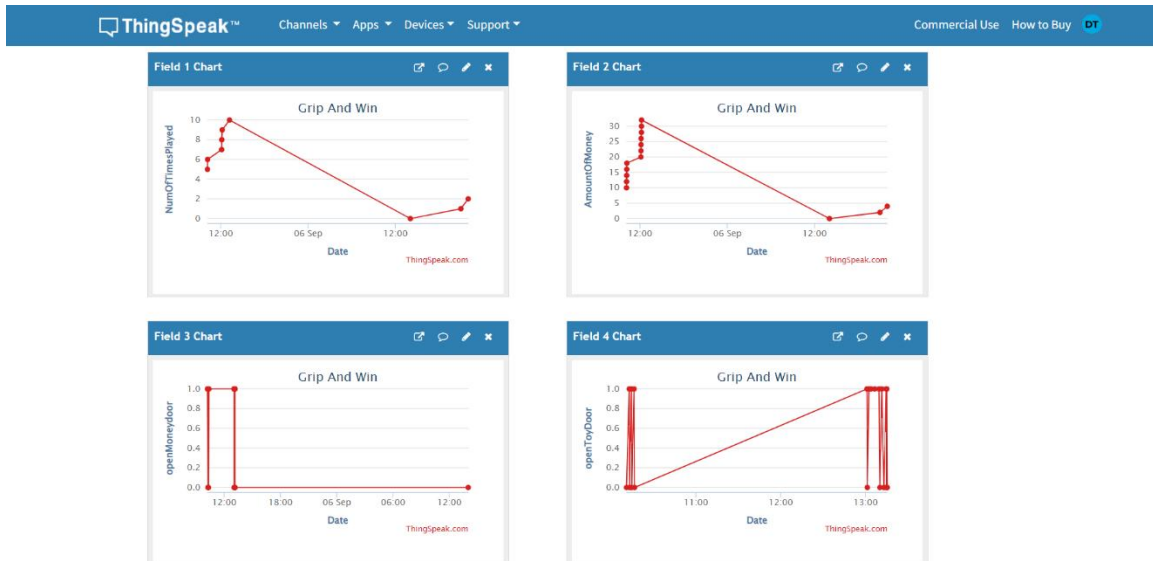 ThingSpeak™ Channels Apps Devices Support Commercial Use How to Buy DT
Field 1 Chart
Grip And Win
NumOfTimesPlayed
10
8
6
4
2
0
12:00 06 Sep 12:00
Date
ThingSpeak.com
Field 2 Chart
Grip And Win
AmountOfMoney
30
25
20
15
10
5
0
12:00 06 Sep 12:00
Date
ThingSpeak.com
Field 3 Chart
Grip And Win
openMoneydoor
1.0
0.8
0.6
0.4
0.2
0.0
12:00 18:00 06 Sep 06:00 12:00
Date
ThingSpeak.com
Field 4 Chart
Grip And Win
openToyDoor
1.0
0.8
0.6
0.4
0.2
0.0
11:00 12:00 13:00
Date
ThingSpeak.com